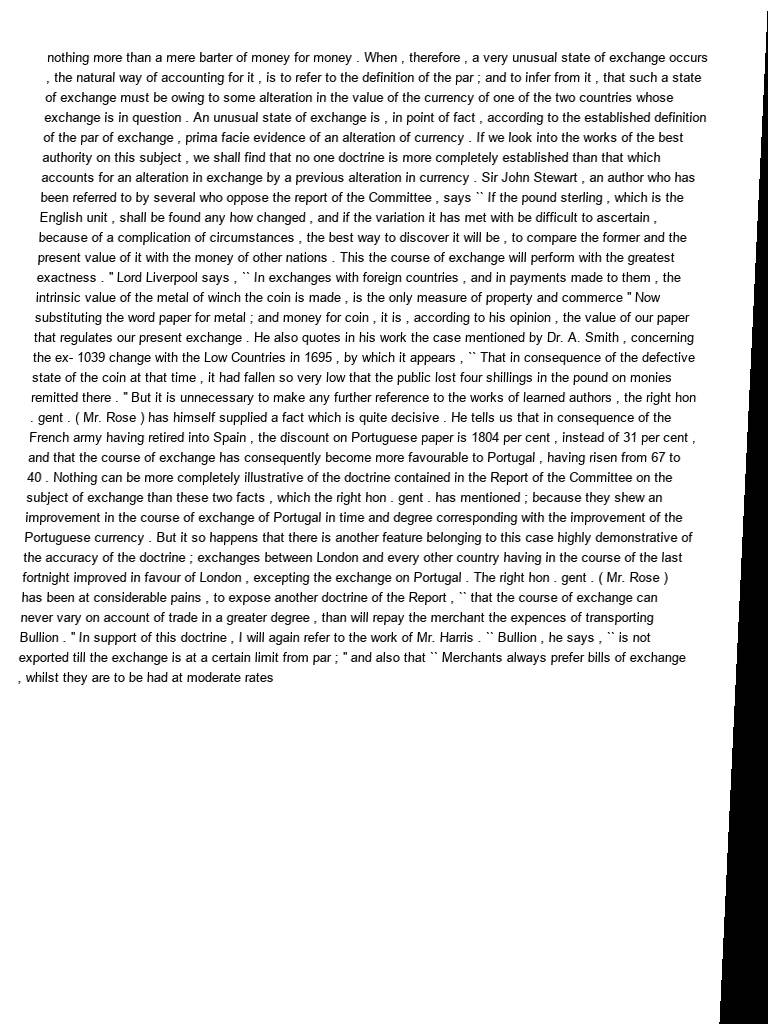 nothing more than a mere barter of money for money . When , therefore , a very unusual state of exchange occurs
, the natural way of accounting for it , is to refer to the definition of the par ; and to infer from it , that such a state
of exchange must be owing to some alteration in the value of the currency of one of the two countries whose
exchange is in question . An unusual state of exchange is , in point of fact , according to the established definition
of the par of exchange , prima facie evidence of an alteration of currency . If we look into the works of the best
authority on this subject , we shall find that no one doctrine is more completely established than that which
accounts for an alteration in exchange by a previous alteration in currency . Sir John Stewart , an author who has
been referred to by several who oppose the report of the Committee , says `` If the pound sterling , which is the
English unit , shall be found any how changed , and if the variation it has met with be difficult to ascertain ,
because of a complication of circumstances , the best way to discover it will be , to compare the former and the
present value of it with the money of other nations . This the course of exchange will perform with the greatest
exactness . " Lord Liverpool says , `` In exchanges with foreign countries , and in payments made to them , the
intrinsic value of the metal of winch the coin is made , is the only measure of property and commerce " Now
substituting the word paper for metal ; and money for coin , it is , according to his opinion , the value of our paper
that regulates our present exchange . He also quotes in his work the case mentioned by Dr. A. Smith , concerning
the ex- 1039 change with the Low Countries in 1695 , by which it appears , `` That in consequence of the defective
state of the coin at that time , it had fallen so very low that the public lost four shillings in the pound on monies
remitted there . " But it is unnecessary to make any further reference to the works of learned authors , the right hon
. gent . ( Mr. Rose ) has himself supplied a fact which is quite decisive . He tells us that in consequence of the
French army having retired into Spain , the discount on Portuguese paper is 1804 per cent , instead of 31 per cent ,
and that the course of exchange has consequently become more favourable to Portugal , having risen from 67 to
40 . Nothing can be more completely illustrative of the doctrine contained in the Report of the Committee on the
subject of exchange than these two facts , which the right hon . gent . has mentioned ; because they shew an
improvement in the course of exchange of Portugal in time and degree corresponding with the improvement of the
Portuguese currency . But it so happens that there is another feature belonging to this case highly demonstrative of
the accuracy of the doctrine ; exchanges between London and every other country having in the course of the last
fortnight improved in favour of London , excepting the exchange on Portugal . The right hon . gent . ( Mr. Rose )
has been at considerable pains , to expose another doctrine of the Report , `` that the course of exchange can
never vary on account of trade in a greater degree , than will repay the merchant the expences of transporting
Bullion . " In support of this doctrine , I will again refer to the work of Mr. Harris . `` Bullion , he says , `` is not
exported till the exchange is at a certain limit from par ; " and also that `` Merchants always prefer bills of exchange
, whilst they are to be had at moderate rates